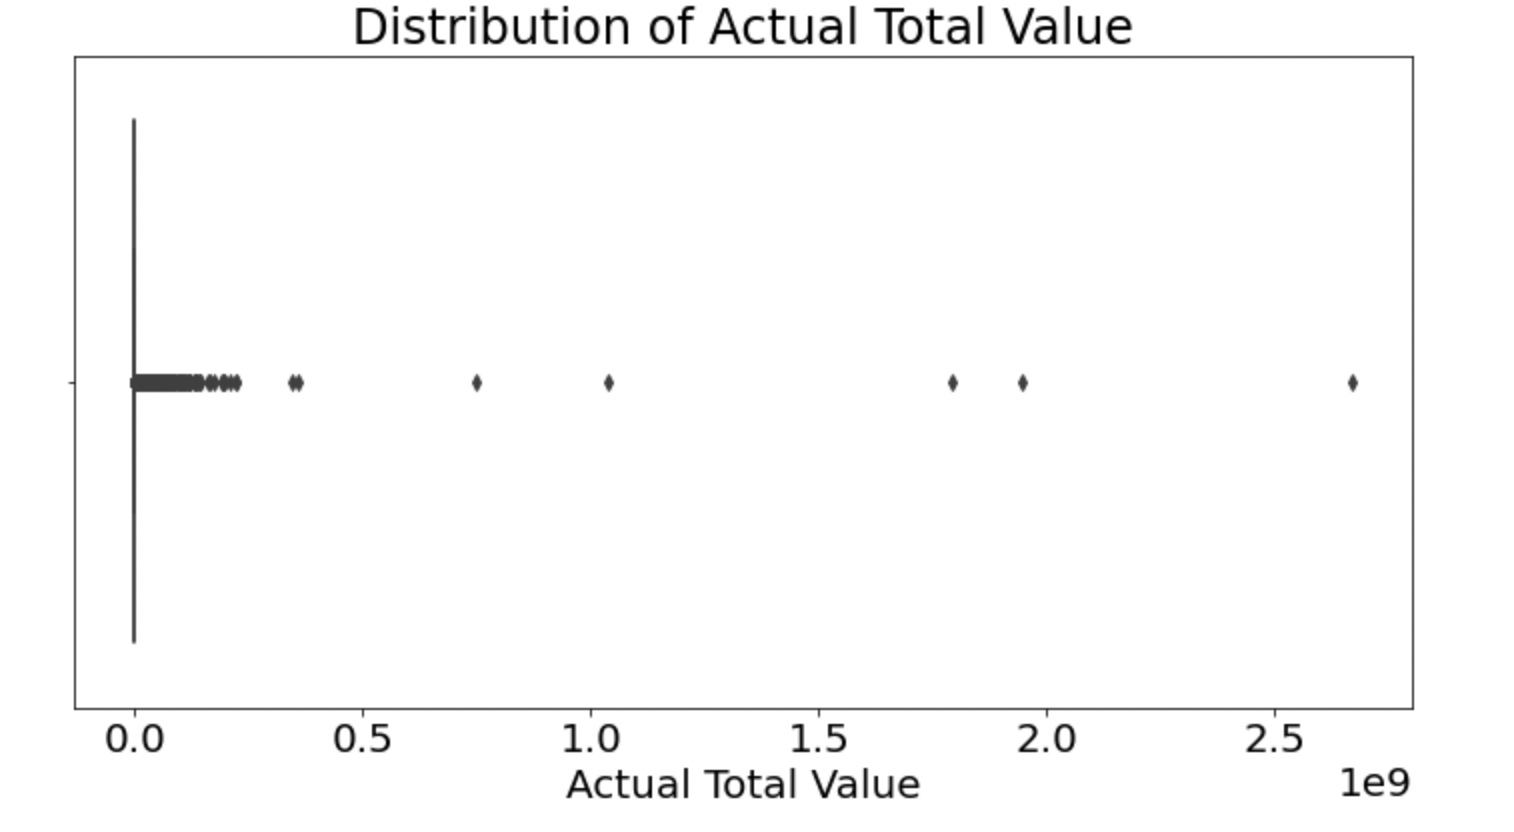 Distribution of Actual Total Value
0.0 0.5 1.0 1.5 2.0 2.5
Actual Total Value
1e9